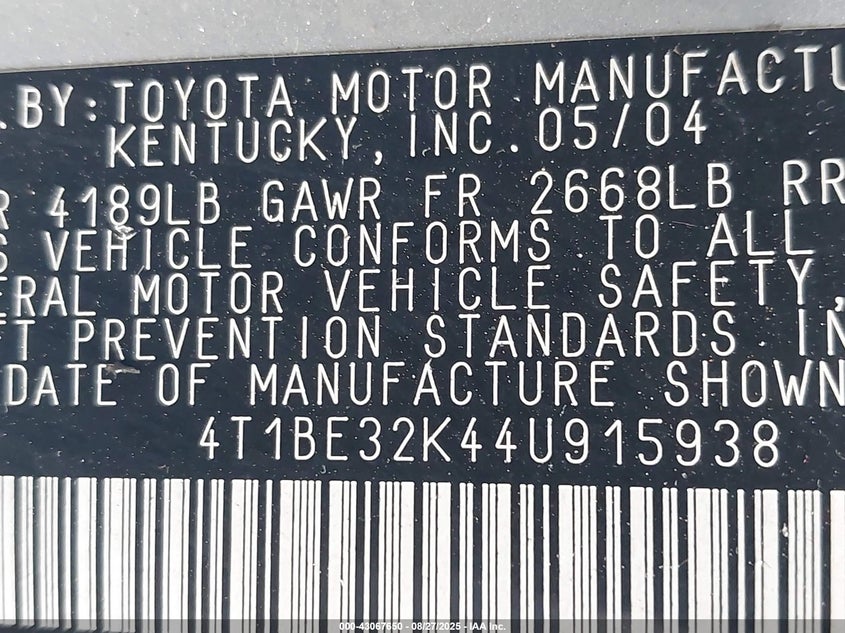 .BY:TOYOTA MOTOR MANUFACTU
KENTUCKY, INC. 05/04
R 4189LB GAWR FR 2668LB RR
S VEHICLE CONFORMS TO ALL
ERAL MOTOR VEHICLE SAFETY,
FT PREVENTION STANDARDS IN
DATE OF MANUFACTURE SHOWN
4T1BE32K44U915938
000-43067650 - 08/27/2025 - IAA Inc.